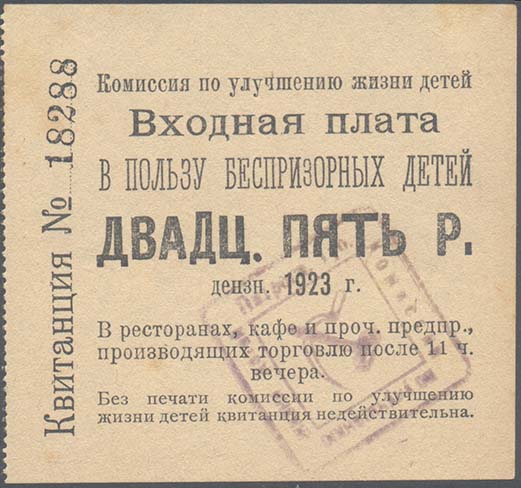 Квитанция № 18288
Комиссия по улучшению жизни детей
Входная плата
В ПОЛЬЗУ БЕСПРИЗОРНЫХ ДЕТЕЙ
ДВАДЦ. ПЯТЬ Р.
дензн. 1923 г.
В ресторанах, кафе и проч. предпр.,
производящих торговлю после 11 ч.
вечера.
Без печати комиссии по улучшению
жизни детей квитанция недействительна.